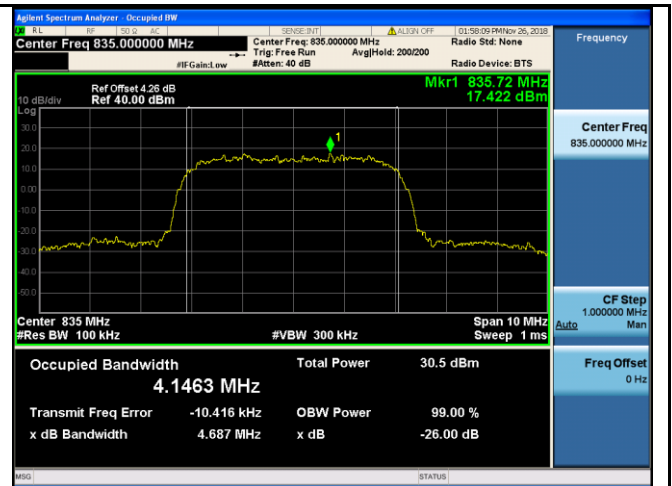 Agilent Spectrum Analyzer - Occupied BW
RL RF 50 Ω AC SENSE:INT ALIGN OFF 01:58:09 PM Nov 26, 2018
Center Freq 835.000000 MHz Center Freq: 835.000000 MHz Radio Std: None Frequency
Trig: Free Run Avg|Hold: 200/200
#IFGain:Low #Atten: 40 dB Radio Device: BTS
Ref Offset 4.26 dB Mkr1 835.72 MHz
10 dB/div Ref 40.00 dBm 17.422 dBm
Log
30.0
20.0
10.0
0.00
-10.0
-20.0
-30.0
-40.0
-50.0
1
Center Freq
835.000000 MHz
Center 835 MHz Span 10 MHz
#Res BW 100 kHz #VBW 300 kHz Sweep 1 ms
CF Step
1.000000 MHz
Auto Man
Occupied Bandwidth Total Power 30.5 dBm
4.1463 MHz
Freq Offset
0 Hz
Transmit Freq Error -10.416 kHz OBW Power 99.00 %
x dB Bandwidth 4.687 MHz x dB -26.00 dB
MSG STATUS